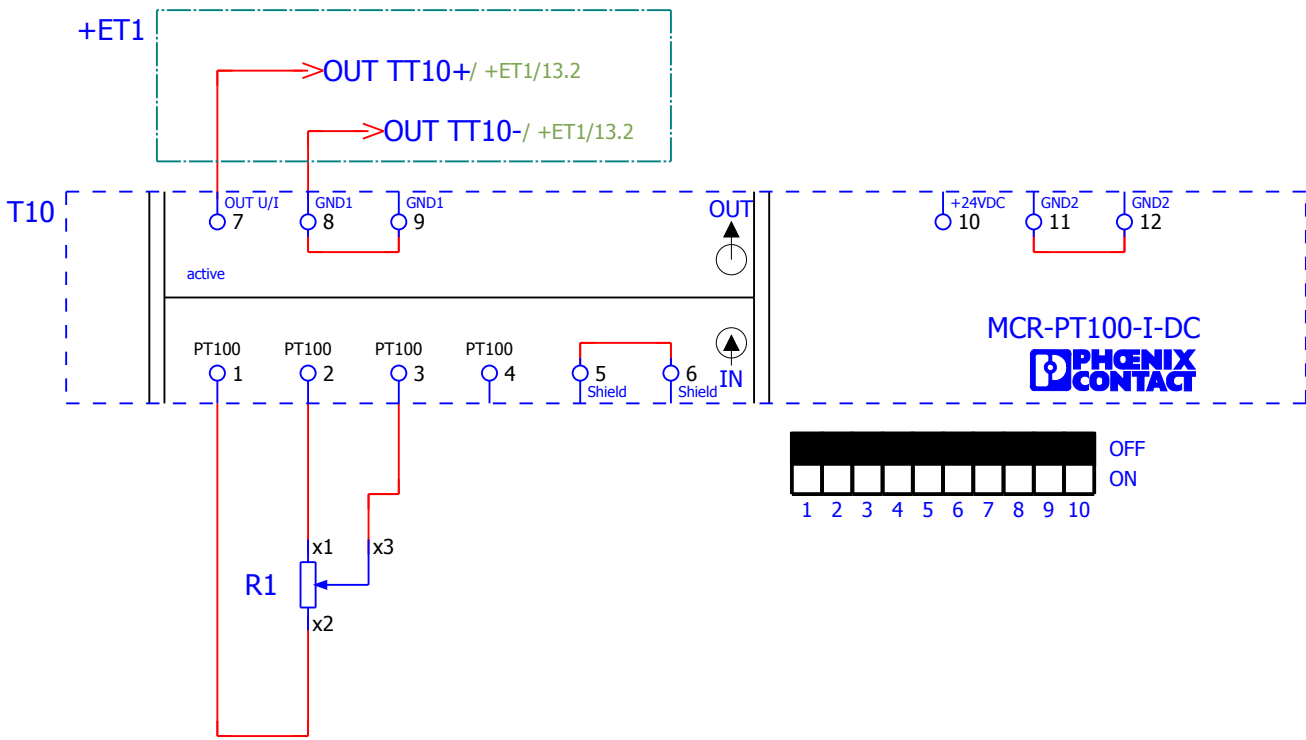 +ET1
OUT TT10+/ +ET1/13.2
OUT TT10-/ +ET1/13.2
T10
OUT U/I GND1 GND1 OUT +24VDC GND2 GND2
7 8 9 10 11 12
active
MCR-PT100-I-DC
PHŒNIX
CONTACT
PT100 PT100 PT100 PT100
1 2 3 4 5 6 IN
Shield Shield
OFF
ON
1 2 3 4 5 6 7 8 9 10
x1 x3
R1
x2